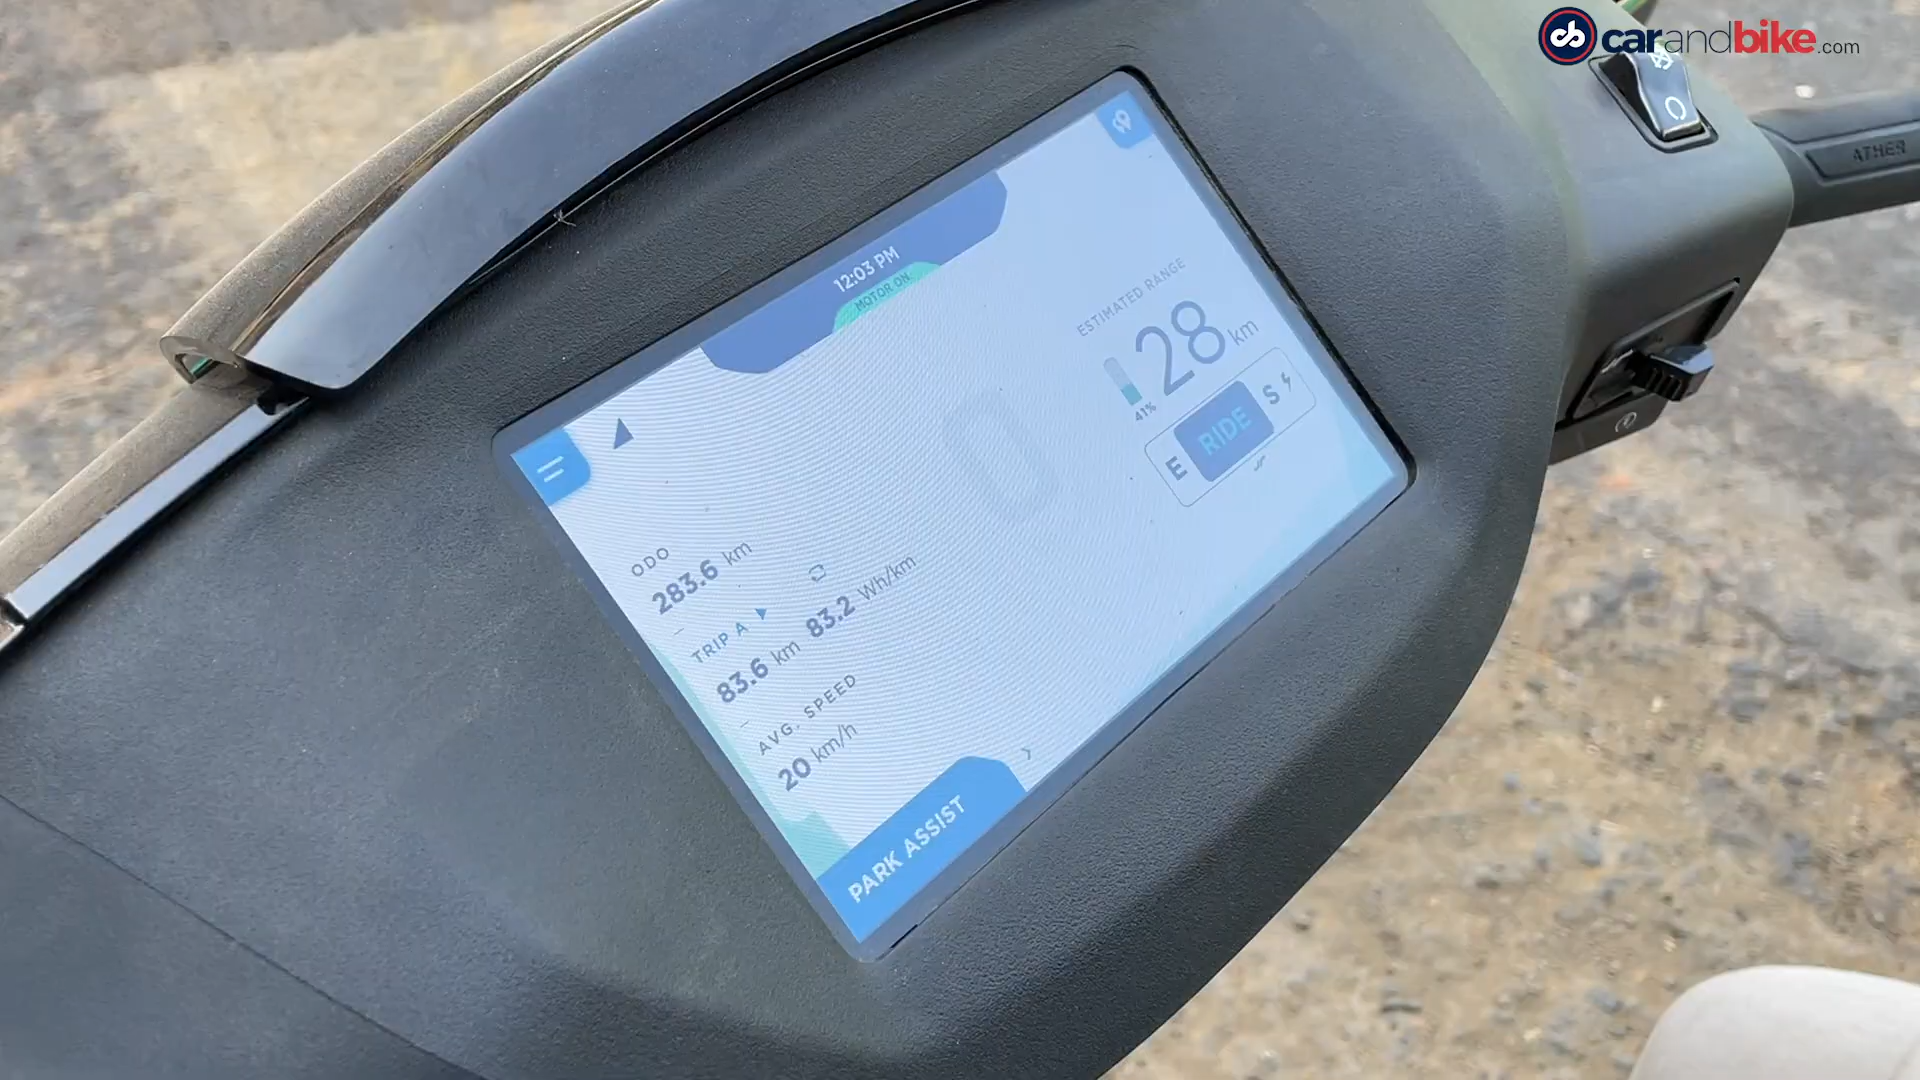 carandbike.com
ATHER
12:03 PM
MOTOR ON
ESTIMATED RANGE
28 km
41%
E RIDE S
0
ODO
283.6 km
TRIP A
83.6 km 83.2 Wh/km
AVG. SPEED
20 km/h
PARK ASSIST